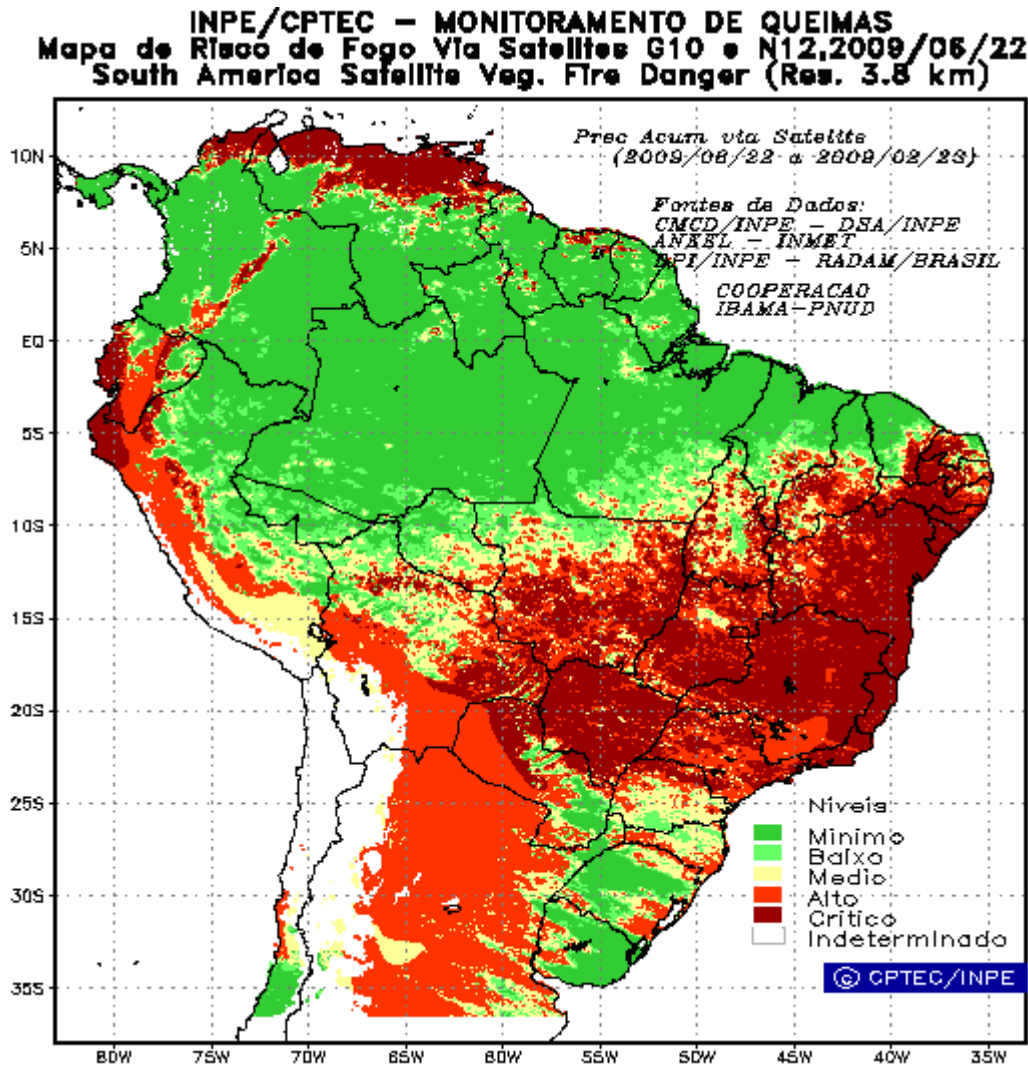 INPE/CPTEC - MONITORAMENTO DE QUEIMAS
Mapa de Risco de Fogo Via Satellites G10 e N12,2009/06/22
South America Satellite Veg. Fire Danger (Res. 3.8 km)
Prec Acum via Satelite
(2009/06/22 a 2009/02/23)
Fontes de Dados:
CMCD/INPE - DSA/INPE
ANEEL - INMET
DPI/INPE - RADAM/BRASIL
COOPERACAO
IBAMA-PNUD
10N
5N
EQ
5S
10S
15S
20S
25S
30S
35S
Niveis
Minimo
Baixo
Medio
Alto
Critico
Indeterminado
© CPTEC/INPE
80W 75W 70W 65W 60W 55W 50W 45W 40W 35W